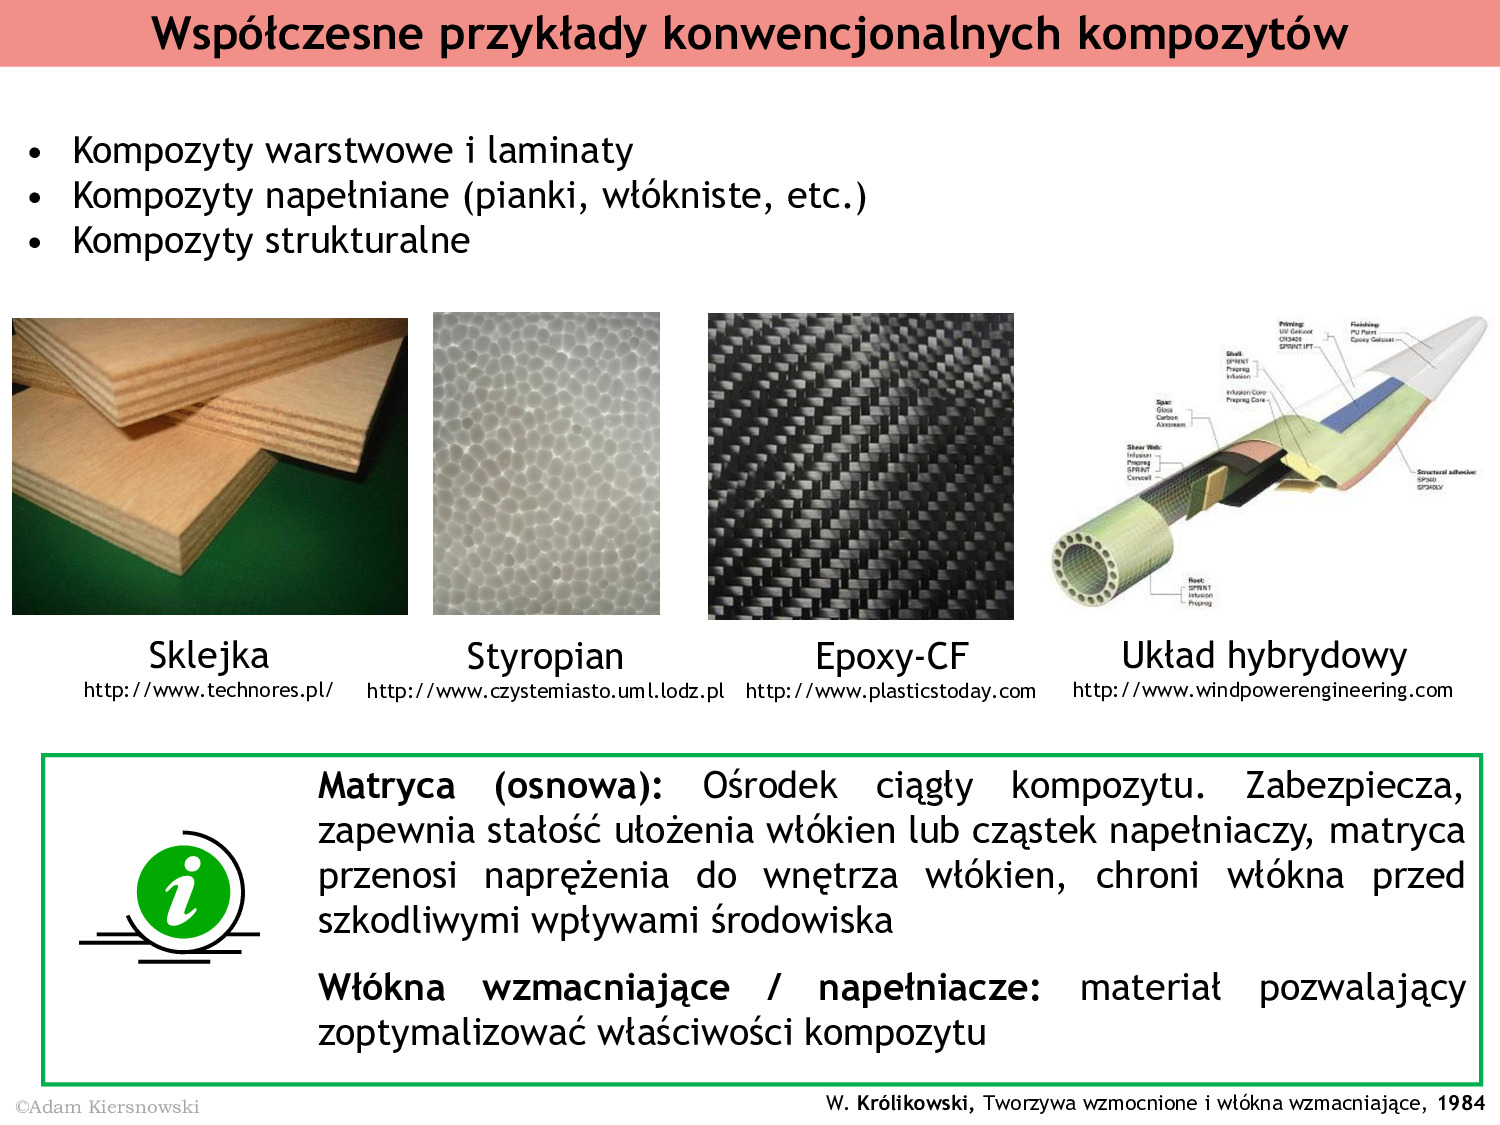 Współczesne przykłady konwencjonalnych kompozytów
• Kompozyty warstwowe i laminaty
• Kompozyty napełniane (pianki, włókniste, etc.)
• Kompozyty strukturalne
Priming:
UV Gelcoat
CR3400
SPRINT IPT
Finishing:
PU Paint
Epoxy Gelcoat
Shell:
SPRINT
Prepreg
Infusion
Infusion Core
Prepreg Core
Spar:
Glass
Carbon
Airstream
Shear Web:
Infusion
Prepreg
SPRINT
Corecell
Structural adhesive:
SP340
SP340LV
Root:
SPRINT
Infusion
Prepreg
Sklejka
http://www.technores.pl/
Styropian
http://www.czystemiasto.uml.lodz.pl
Epoxy-CF
http://www.plasticstoday.com
Układ hybrydowy
http://www.windpowerengineering.com
Matryca (osnowa): Ośrodek ciągły kompozytu. Zabezpiecza,
zapewnia stałość ułożenia włókien lub cząstek napełniaczy, matryca
przenosi naprężenia do wnętrza włókien, chroni włókna przed
szkodliwymi wpływami środowiska
Włókna wzmacniające / napełniacze: materiał pozwalający
zoptymalizować właściwości kompozytu
©Adam Kiersnowski
W. Królikowski, Tworzywa wzmocnione i włókna wzmacniające, 1984